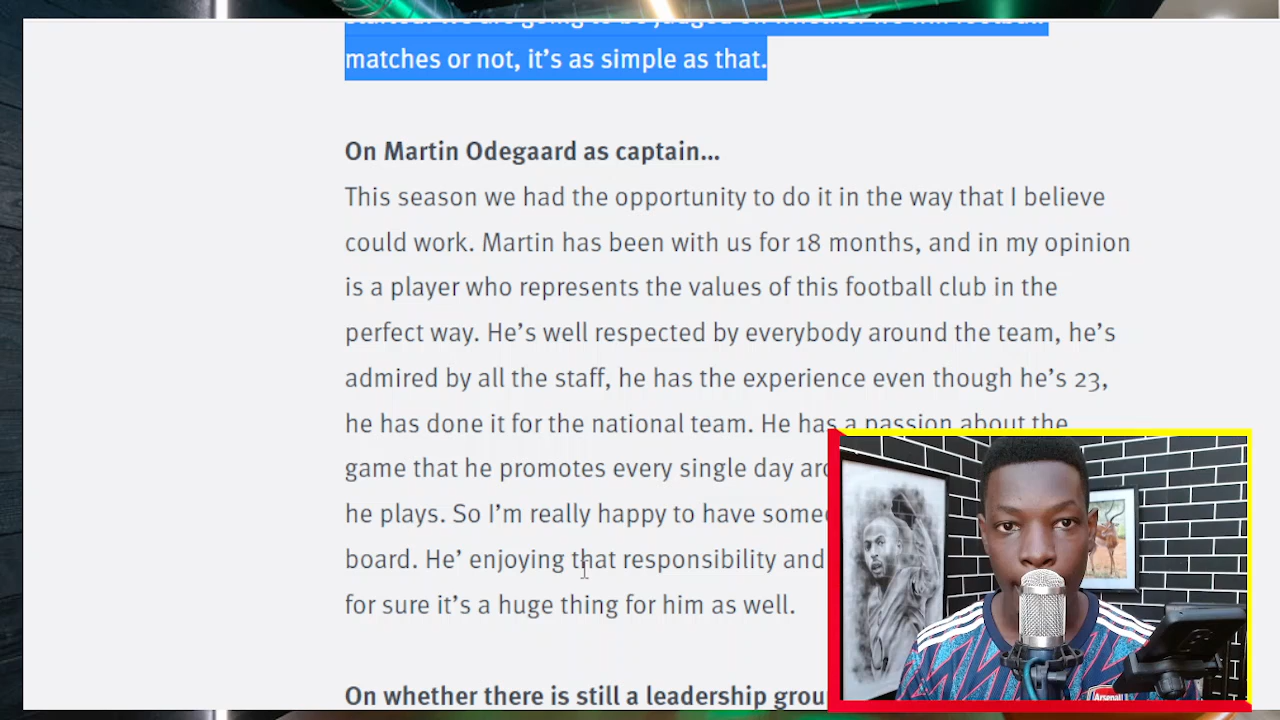 matches or not, it's as simple as that.
On Martin Odegaard as captain...
This season we had the opportunity to do it in the way that I believe
could work. Martin has been with us for 18 months, and in my opinion
is a player who represents the values of this football club in the
perfect way. He's well respected by everybody around the team, he's
admired by all the staff, he has the experience even though he's 23,
he has done it for the national team. He has a passion about the
game that he promotes every single day
he plays. So I'm really happy to have
board. He' enjoying that responsibility and
for sure it's a huge thing for him as well.
On whether there is still a leadership
Arsenal